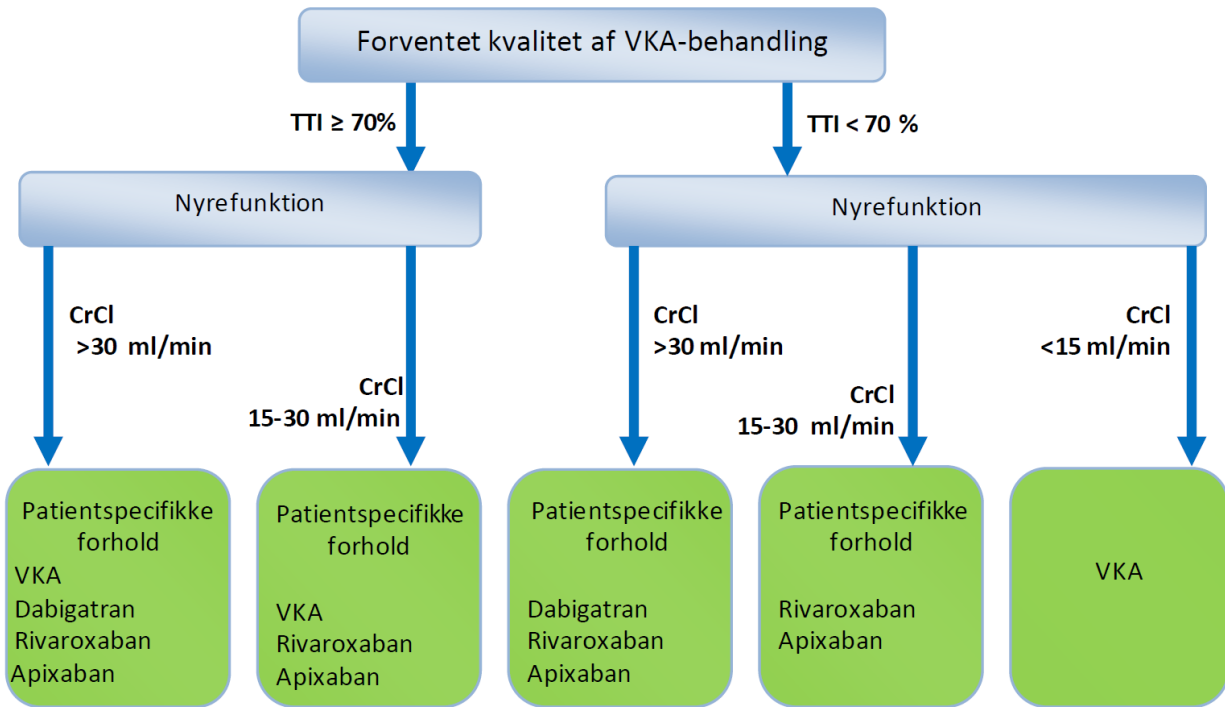 Forventet kvalitet af VKA-behandling
TTI ≥ 70%
TTI < 70 %
Nyrefunktion
Nyrefunktion
CrCl
>30 ml/min
CrCl
15-30 ml/min
CrCl
>30 ml/min
CrCl
15-30 ml/min
CrCl
<15 ml/min
Patientspecifikke
forhold
VKA
Dabigatran
Rivaroxaban
Apixaban
Patientspecifikke
forhold
VKA
Rivaroxaban
Apixaban
Patientspecifikke
forhold
Dabigatran
Rivaroxaban
Apixaban
Patientspecifikke
forhold
Rivaroxaban
Apixaban
VKA